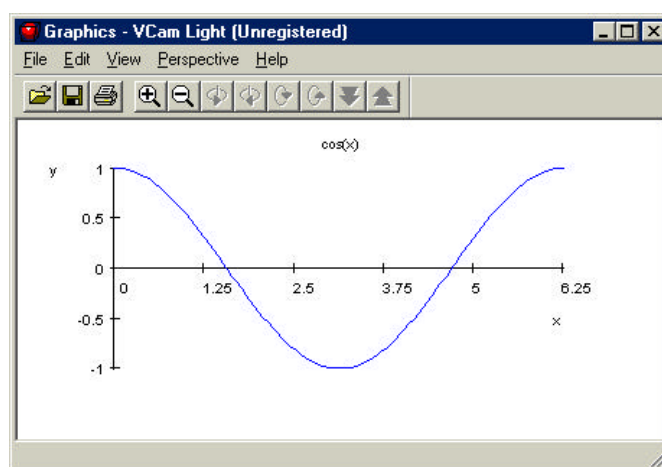 Graphics - VCam Light (Unregistered)
File Edit View Perspective Help
cos(x)
y
1
0.5
0
-0.5
-1
0 1.25 2.5 3.75 5 6.25
x